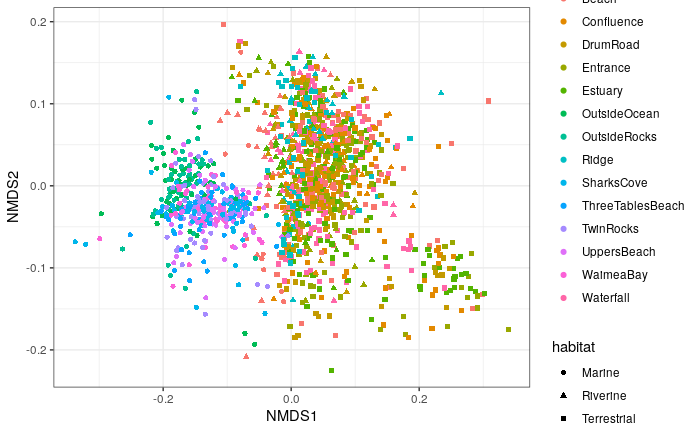 Beach
Confluence
DrumRoad
Entrance
Estuary
OutsideOcean
OutsideRocks
Ridge
SharksCove
ThreeTablesBeach
TwinRocks
UppersBeach
WaimeaBay
Waterfall
habitat
Marine
Riverine
Terrestrial
0.2
0.1
0.0
-0.1
-0.2
NMDS2
-0.2
0.0
0.2
NMDS1